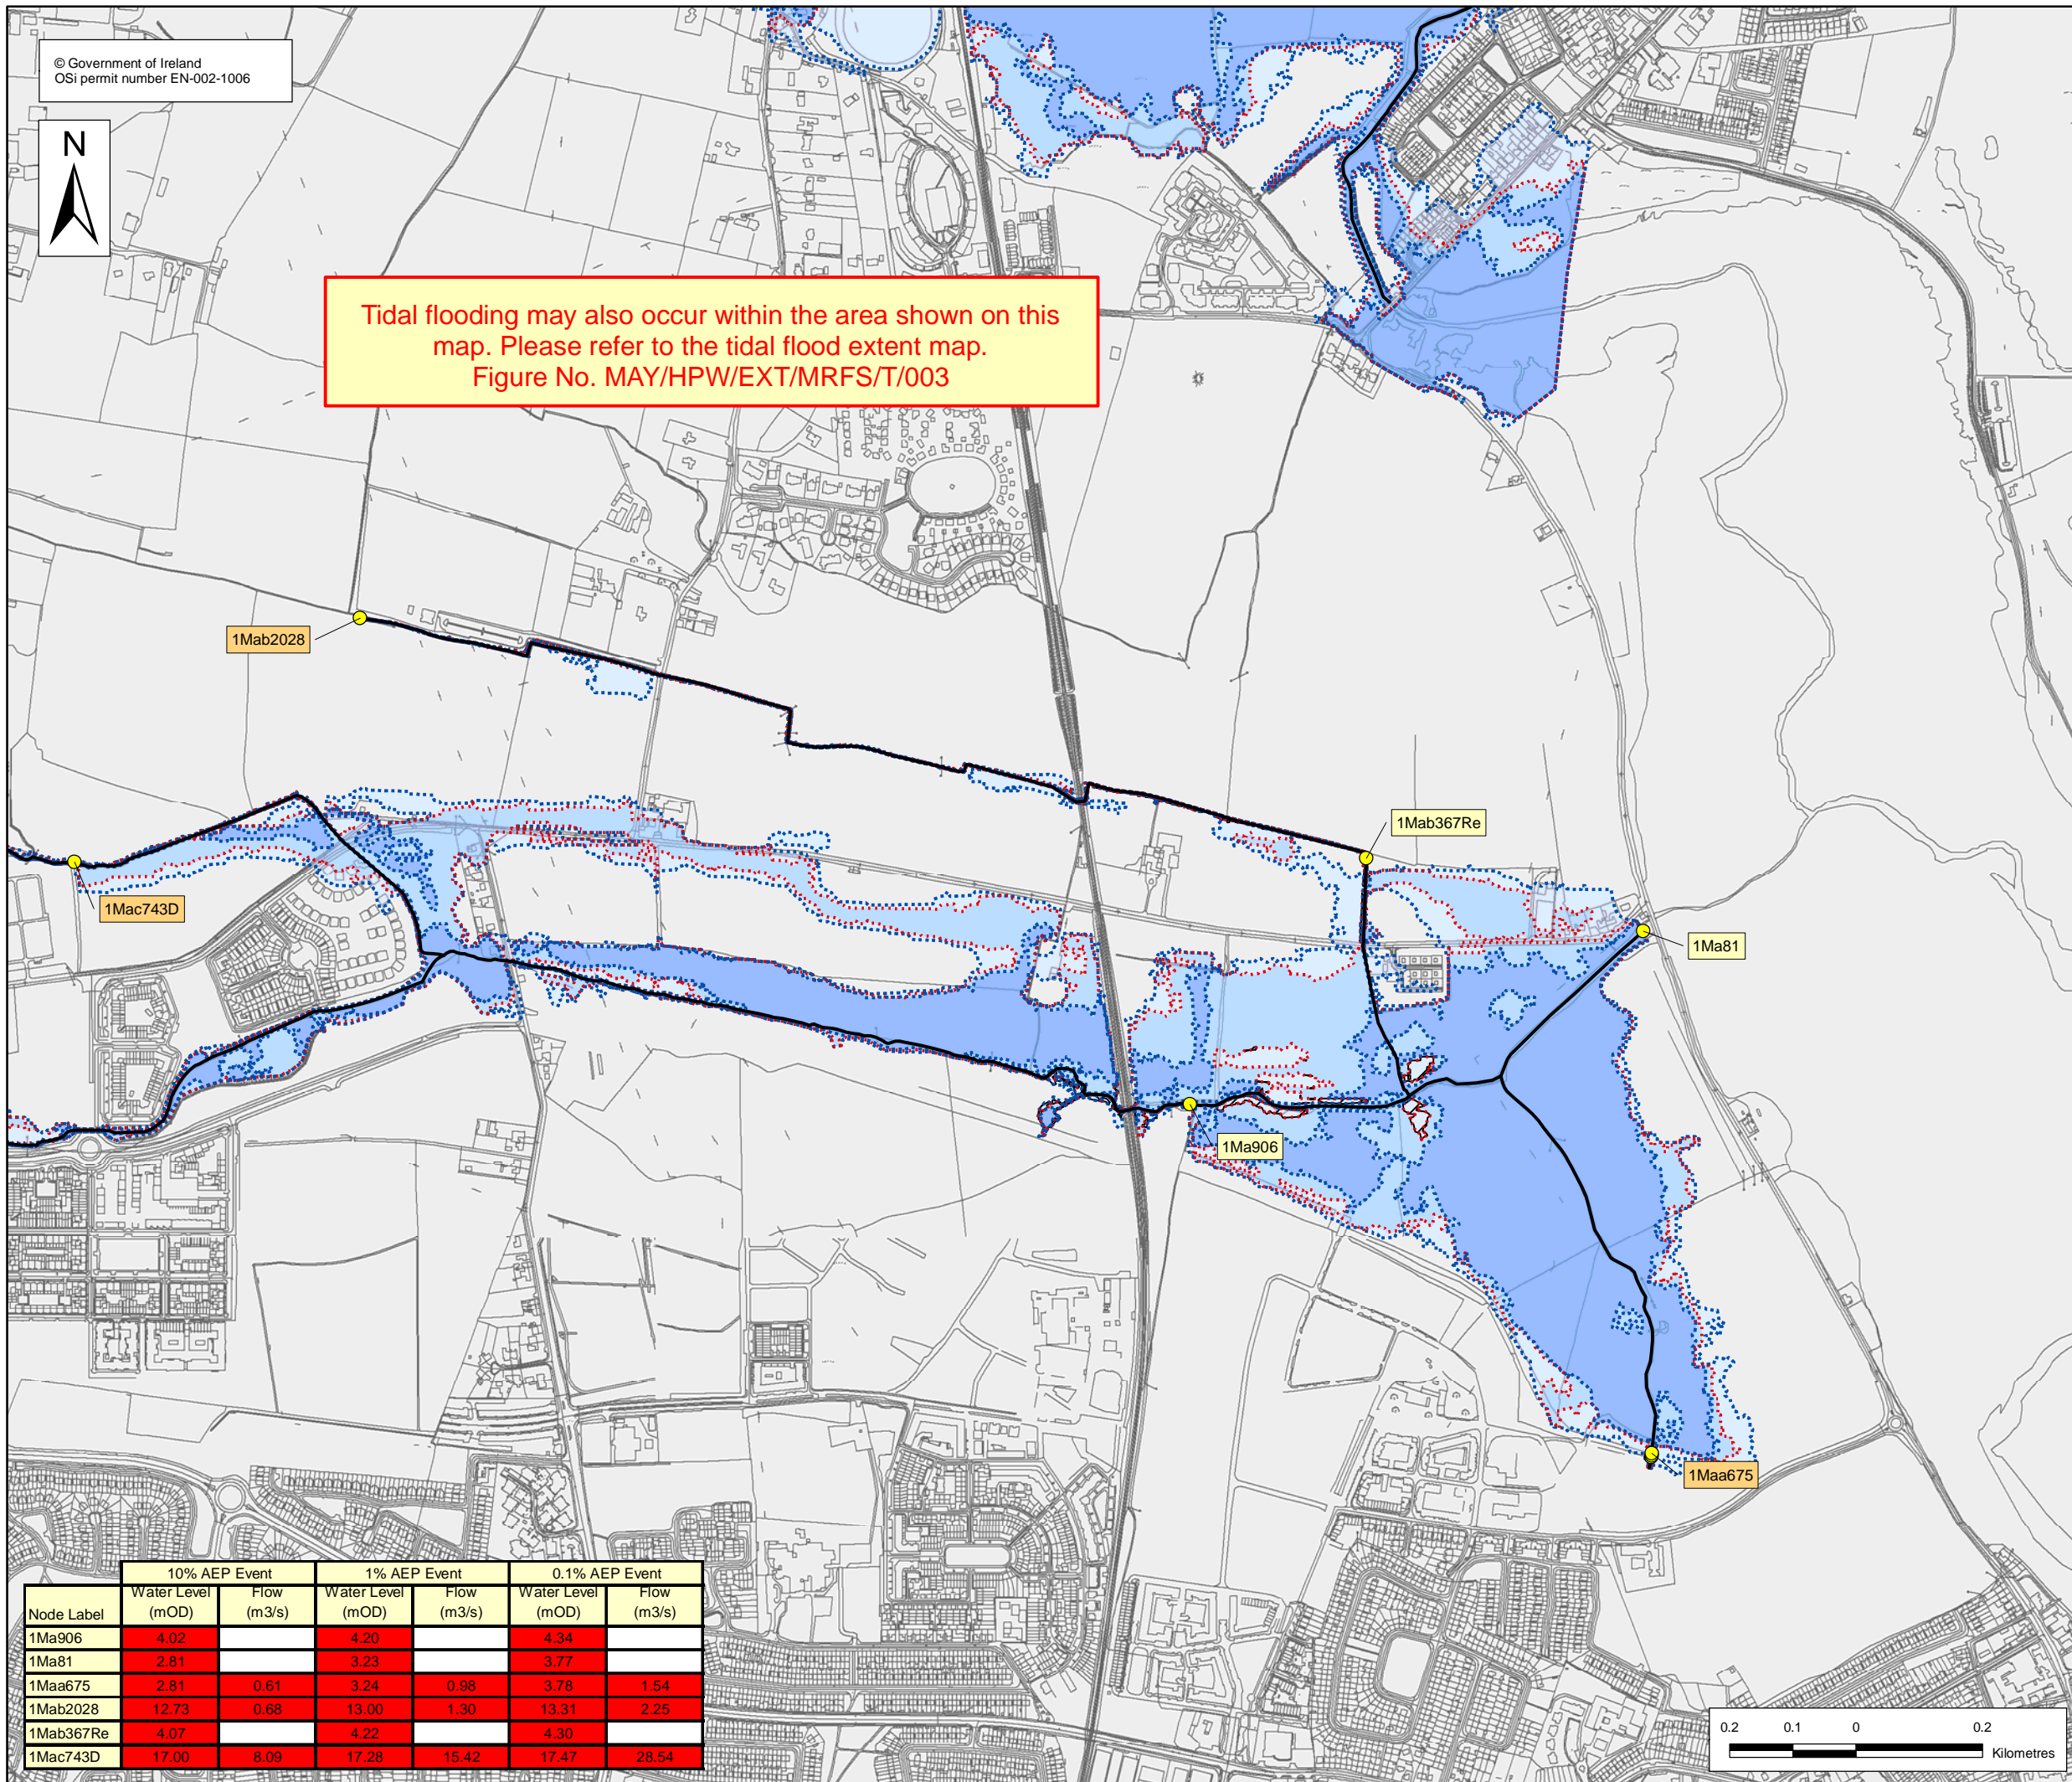 © Government of Ireland
OSi permit number EN-002-1006
N
Tidal flooding may also occur within the area shown on this
map. Please refer to the tidal flood extent map.
Figure No. MAY/HPW/EXT/MRFS/T/003
1Mab2028
1Mab367Re
1Mac743D
1Ma81
1Ma906
1Maa675
10% AEP Event 1% AEP Event 0.1% AEP Event
Node Label Water Level (mOD) Flow (m3/s) Water Level (mOD) Flow (m3/s) Water Level (mOD) Flow (m3/s)
1Ma906 4.02 4.20 4.34
1Ma81 2.81 3.23 3.77
1Maa675 2.81 0.61 3.24 0.98 3.78 1.54
1Mab2028 12.73 0.68 13.00 1.30 13.31 2.25
1Mab367Re 4.07 4.22 4.30
1Mac743D 17.00 8.09 17.28 15.42 17.47 28.54
0.2 0.1 0 0.2
Kilometres